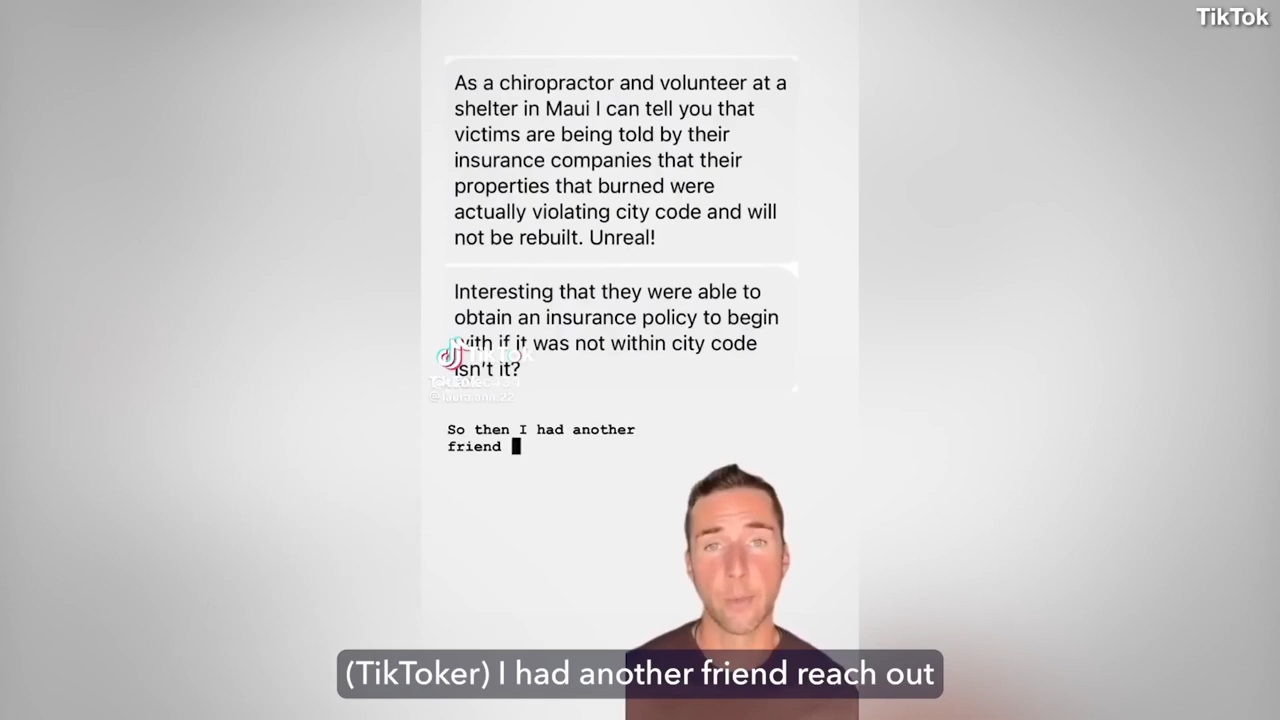 TikTok
As a chiropractor and volunteer at a
shelter in Maui I can tell you that
victims are being told by their
insurance companies that their
properties that burned were
actually violating city code and will
not be rebuilt. Unreal!
Interesting that they were able to
obtain an insurance policy to begin
with if it was not within city code
isn't it?
TikTok
So then I had another
friend
(TikToker) I had another friend reach out